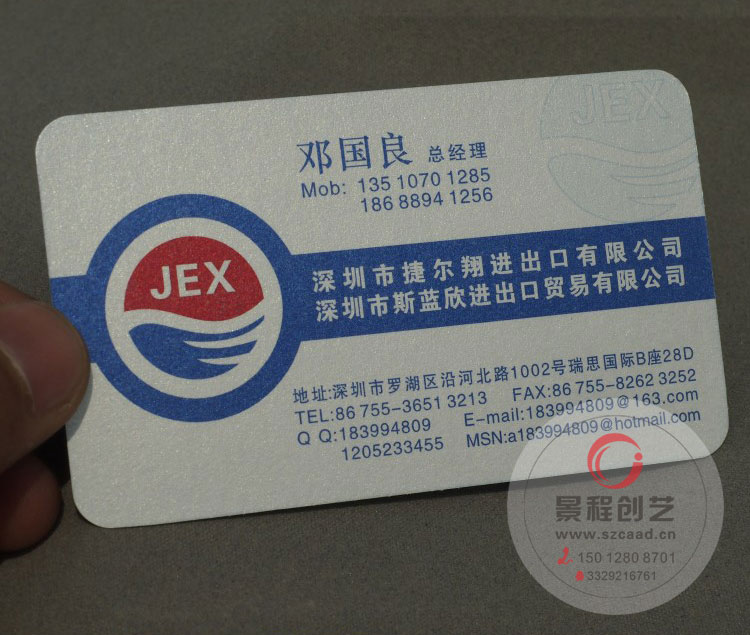 JEX
邓国良 总经理
Mob: 135 1070 1285
186 8894 1256
JEX
深圳市捷尔翔进出口有限公司
深圳市斯蓝欣进出口贸易有限公司
地址:深圳市罗湖区沿河北路1002号瑞思国际B座28D
TEL:86 755-3651 3213 FAX:86 755-8262 3252
Q Q:183994809 E-mail:183994809@163.com
1205233455 MSN:a183994809@hotmail.com
景程创艺
www.szcaad.cn
150 1280 8701
3329216761